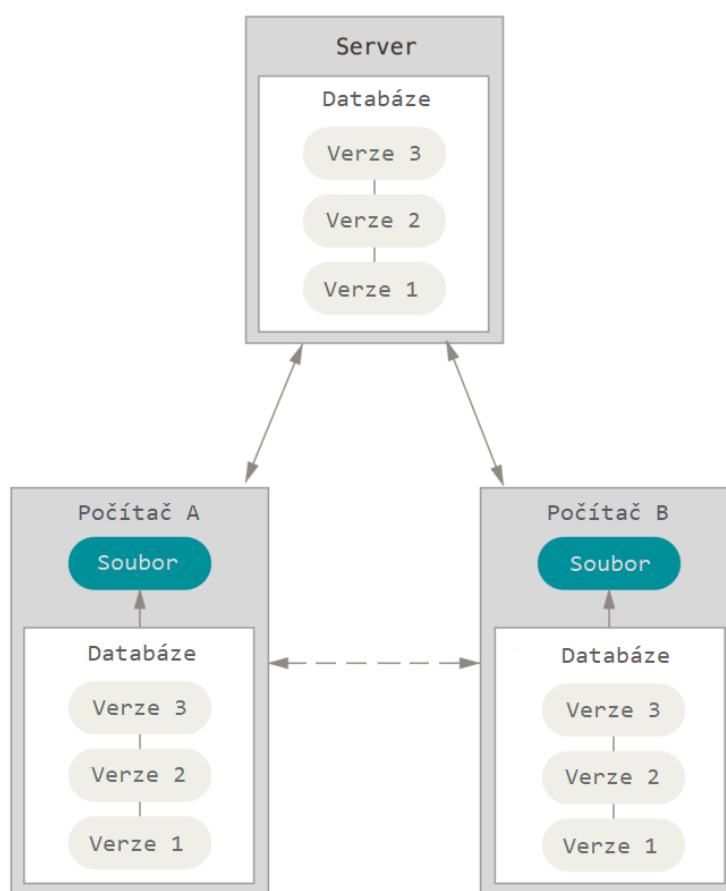 Server
Databáze
Verze 3
Verze 2
Verze 1
Počítač A
Soubor
Databáze
Verze 3
Verze 2
Verze 1
Počítač B
Soubor
Databáze
Verze 3
Verze 2
Verze 1